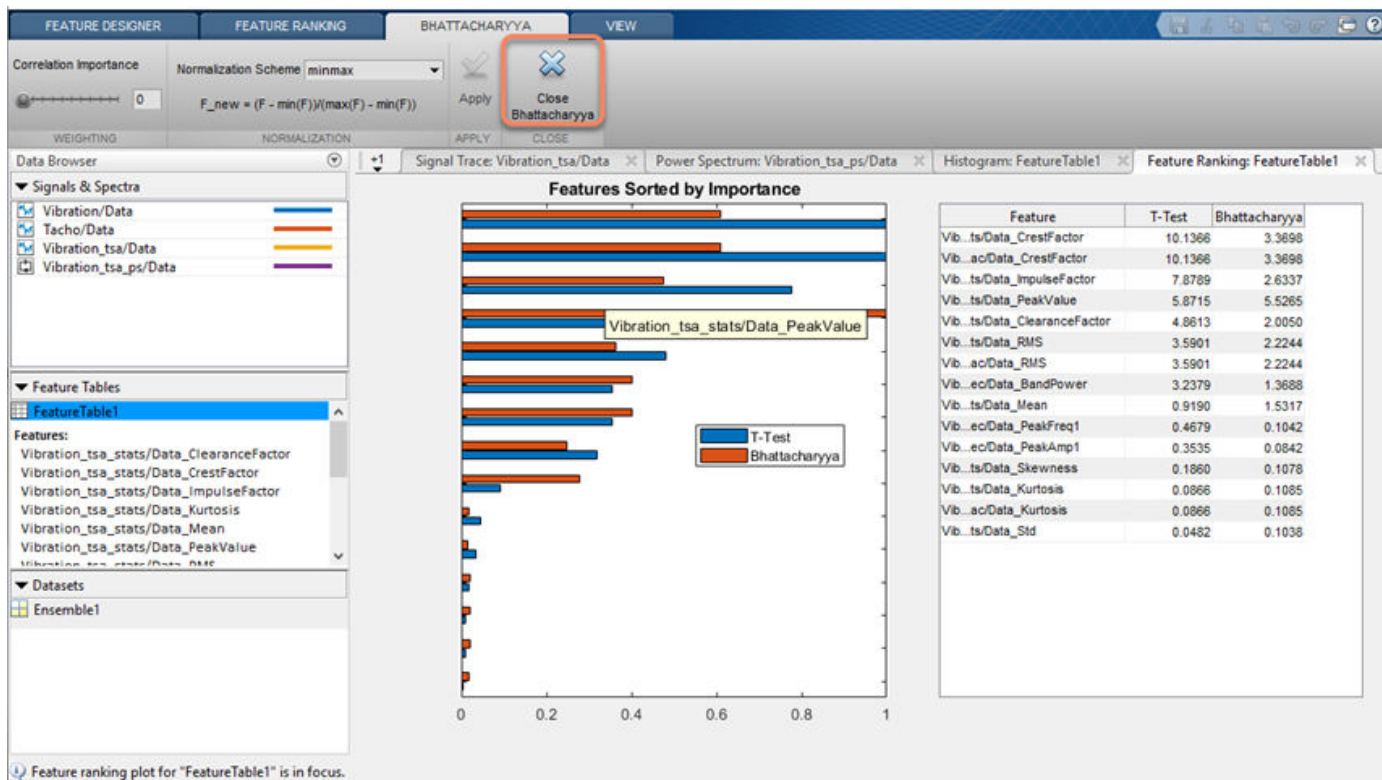 FEATURE DESIGNER FEATURE RANKING BHATTACHARYYA VIEW
Correlation Importance
0
WEIGHTING
Normalization Scheme minmax
F_new = (F - min(F))/(max(F) - min(F))
NORMALIZATION
Apply
APPLY
Close
Bhattacharyya
CLOSE
Data Browser
Signals & Spectra
Vibration/Data
Tacho/Data
Vibration_tsa/Data
Vibration_tsa_ps/Data
Feature Tables
FeatureTable1
Features:
Vibration_tsa_stats/Data_ClearanceFactor
Vibration_tsa_stats/Data_CrestFactor
Vibration_tsa_stats/Data_ImpulseFactor
Vibration_tsa_stats/Data_Kurtosis
Vibration_tsa_stats/Data_Mean
Vibration_tsa_stats/Data_PeakValue
Vibration_tsa_stats/Data_RMS
Datasets
Ensemble1
+1 Signal Trace: Vibration_tsa/Data Power Spectrum: Vibration_tsa_ps/Data Histogram: FeatureTable1 Feature Ranking: FeatureTable1
Features Sorted by Importance
Vibration_tsa_stats/Data_PeakValue
T-Test
Bhattacharyya
0 0.2 0.4 0.6 0.8 1
Feature T-Test Bhattacharyya
Vib...ts/Data_CrestFactor 10.1366 3.3698
Vib...ac/Data_CrestFactor 10.1366 3.3698
Vib...ts/Data_ImpulseFactor 7.8789 2.6337
Vib...ts/Data_PeakValue 5.8715 5.5265
Vib...ts/Data_ClearanceFactor 4.8613 2.0050
Vib...ts/Data_RMS 3.5901 2.2244
Vib...ac/Data_RMS 3.5901 2.2244
Vib...ec/Data_BandPower 3.2379 1.3688
Vib...ts/Data_Mean 0.9190 1.5317
Vib...ec/Data_PeakFreq1 0.4679 0.1042
Vib...ec/Data_PeakAmp1 0.3535 0.0842
Vib...ts/Data_Skewness 0.1860 0.1078
Vib...ts/Data_Kurtosis 0.0866 0.1085
Vib...ac/Data_Kurtosis 0.0866 0.1085
Vib...ts/Data_Std 0.0482 0.1038
Feature ranking plot for "FeatureTable1" is in focus.